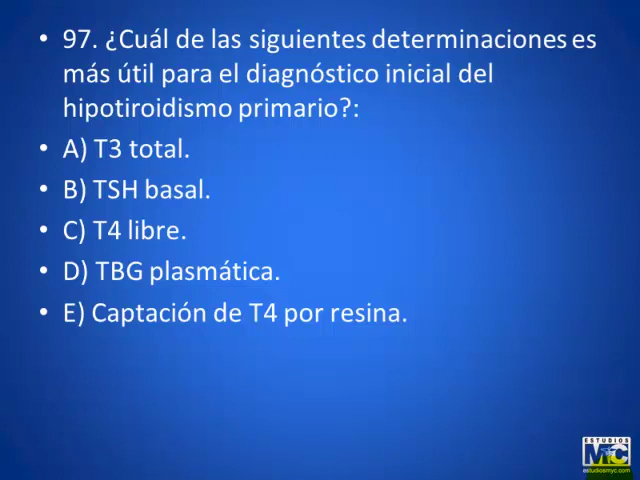 • 97. ¿Cuál de las siguientes determinaciones es
más útil para el diagnóstico inicial del
hipotiroidismo primario?:
• A) T3 total.
• B) TSH basal.
• C) T4 libre.
• D) TBG plasmática.
• E) Captación de T4 por resina.
ESTUDIOS
MyC
estudiosmyc.com